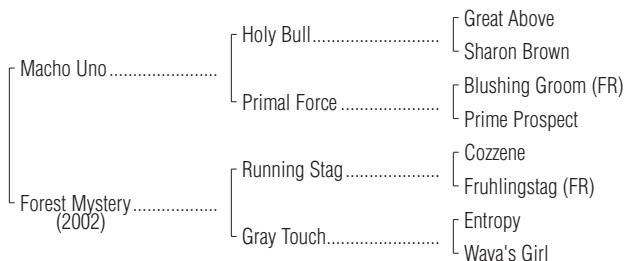 Great Above
Holy Bull
Sharon Brown
Macho Uno
Blushing Groom (FR)
Primal Force
Prime Prospect
Cozzene
Running Stag
Fruhlingstag (FR)
Forest Mystery
(2002)
Entropy
Gray Touch
Wava's Girl